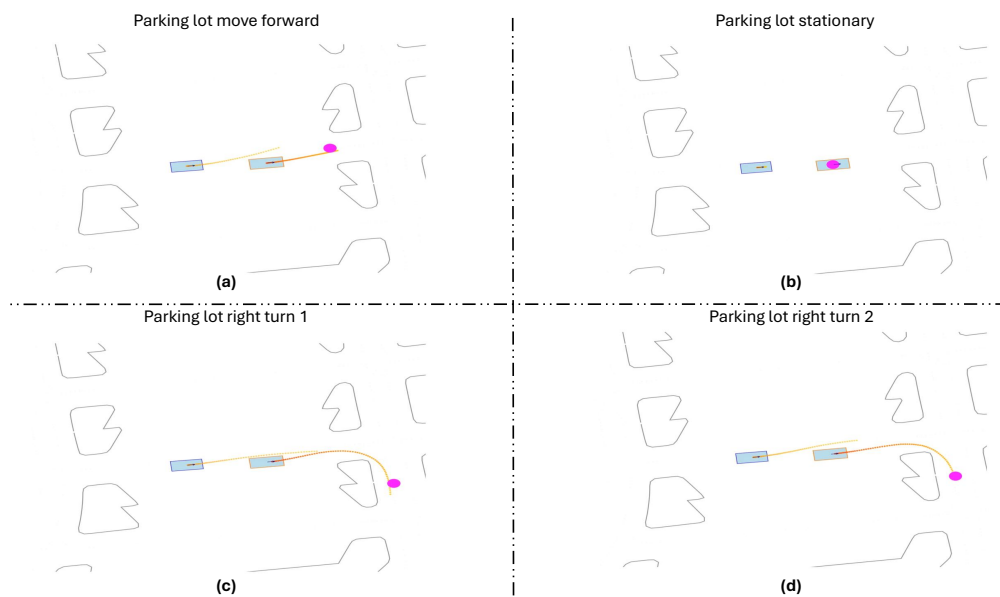 Parking lot move forward
Parking lot stationary
(a)
(b)
Parking lot right turn 1
Parking lot right turn 2
(c)
(d)